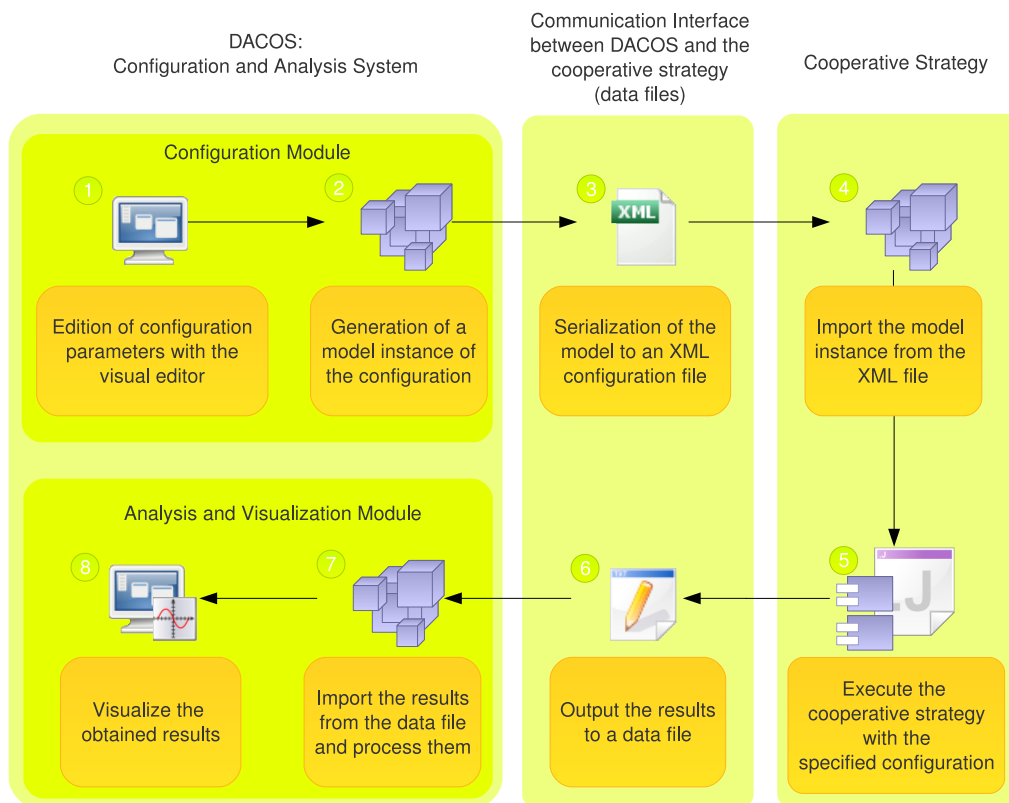 DACOS:
Configuration and Analysis System
Communication Interface
between DACOS and the
cooperative strategy
(data files)
Cooperative Strategy
Configuration Module
1
2
3
XML
4
Edition of configuration
parameters with the
visual editor
Generation of a
model instance of
the configuration
Serialization of the
model to an XML
configuration file
Import the model
instance from the
XML file
Analysis and Visualization Module
8
7
6
TXT
5
.J
.J
Visualize the
obtained results
Import the results
from the data file
and process them
Output the results
to a data file
Execute the
cooperative strategy
with the
specified configuration